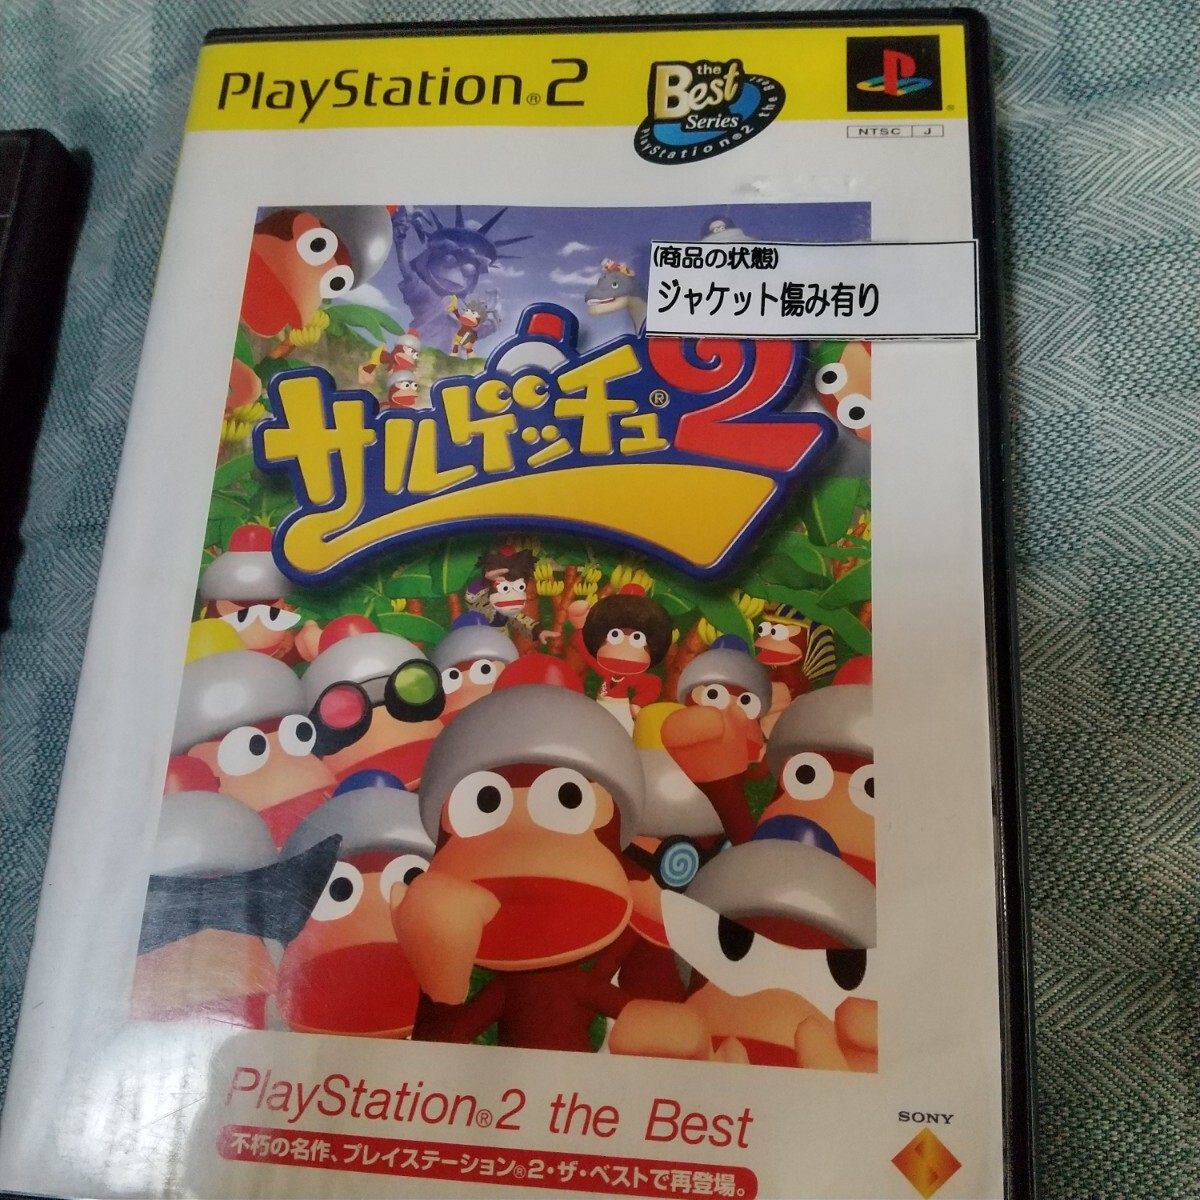 PlayStation®2
the
Best
Series
PlayStation®2 the Best
NTSC J
(商品の状態)
ジャケット傷み有り
サルゲッチュ®2
PlayStation®2 the Best
不朽の名作、プレイステーション®2・ザ・ベストで再登場。
SONY